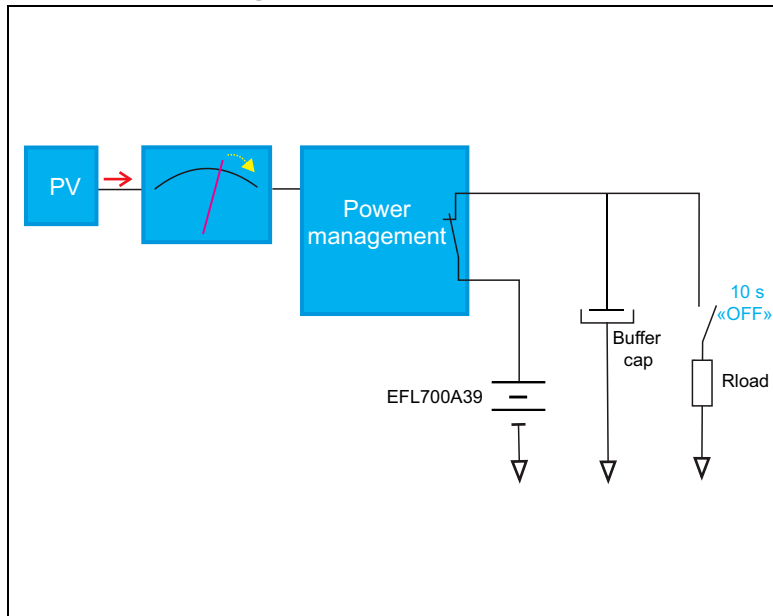 PV
Power
management
10 s
«OFF»
Buffer
cap
Rload
EFL700A39